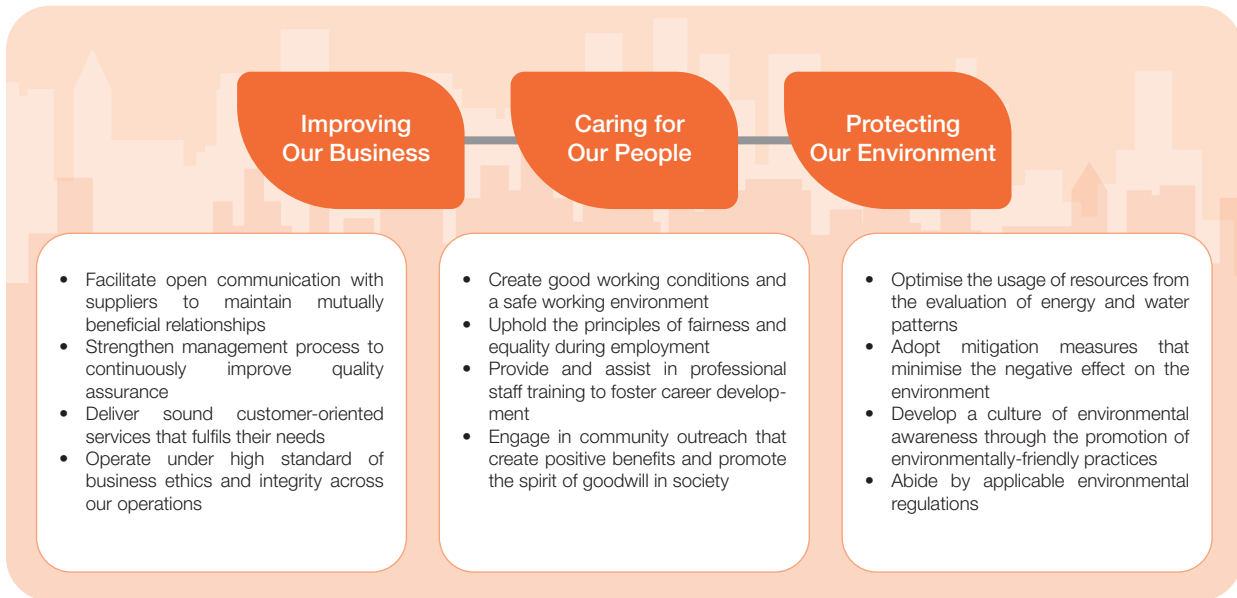 Improving
Our Business
Caring for
Our People
Protecting
Our Environment
• Facilitate open communication with
suppliers to maintain mutually
beneficial relationships
• Strengthen management process to
continuously improve quality
assurance
• Deliver sound customer-oriented
services that fulfils their needs
• Operate under high standard of
business ethics and integrity across
our operations
• Create good working conditions and
a safe working environment
• Uphold the principles of fairness and
equality during employment
• Provide and assist in professional
staff training to foster career develop-
ment
• Engage in community outreach that
create positive benefits and promote
the spirit of goodwill in society
• Optimise the usage of resources from
the evaluation of energy and water
patterns
• Adopt mitigation measures that
minimise the negative effect on the
environment
• Develop a culture of environmental
awareness through the promotion of
environmentally-friendly practices
• Abide by applicable environmental
regulations